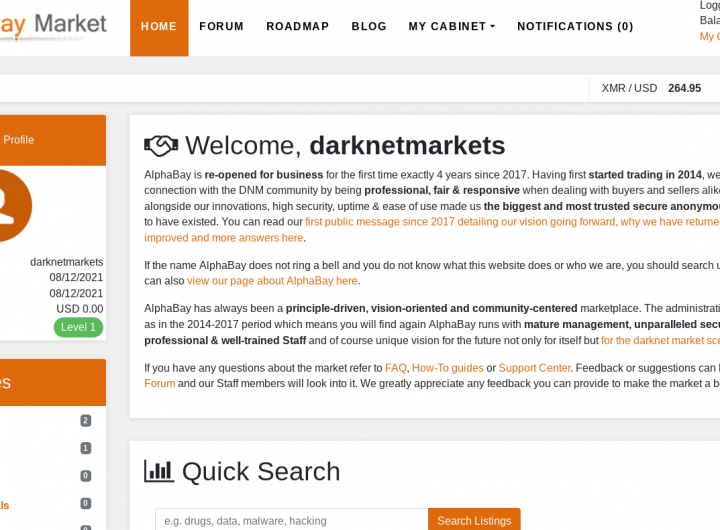 ay Market
HOME FORUM ROADMAP BLOG MY CABINET NOTIFICATIONS (0)
Logg
Bala
My C
XMR / USD 264.95
Profile
darknetmarkets
08/12/2021
08/12/2021
USD 0.00
Level 1
es
2
1
0
0
ls
Welcome, darknetmarkets
AlphaBay is re-opened for business for the first time exactly 4 years since 2017. Having first started trading in 2014, we
connection with the DNM community by being professional, fair & responsive when dealing with buyers and sellers alike
alongside our innovations, high security, uptime & ease of use made us the biggest and most trusted secure anonymou
to have existed. You can read our first public message since 2017 detailing our vision going forward, why we have returne
improved and more answers here.
If the name AlphaBay does not ring a bell and you do not know what this website does or who we are, you should search u
can also view our page about AlphaBay here.
AlphaBay has always been a principle-driven, vision-oriented and community-centered marketplace. The administrati
as in the 2014-2017 period which means you will find again AlphaBay runs with mature management, unparalleled secu
professional & well-trained Staff and of course unique vision for the future not only for itself but for the darknet market sce
If you have any questions about the market refer to FAQ, How-To guides or Support Center. Feedback or suggestions can
Forum and our Staff members will look into it. We greatly appreciate any feedback you can provide to make the market a b
Quick Search
e.g. drugs, data, malware, hacking
Search Listings